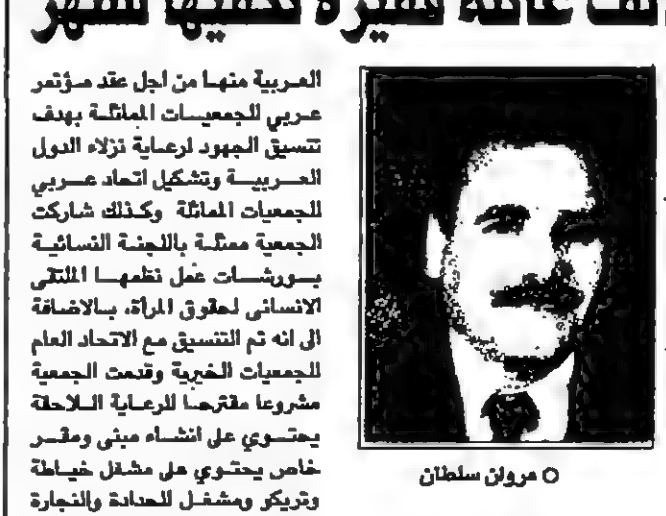 عائلة فقيرة
العربية منها من اجل عقد مؤتمر
عربي للجمعيات المماثلة بهدف
تنسيق الجهود لرعاية نزلاء الدول
العربية وتشكيل اتحاد عربي
للجمعيات المماثلة وكذلك شاركت
الجمعية ممثلة باللجنة النسائية
بورشات عمل نظمها الملتقى
الانساني لحقوق المرأة، بالاضافة
الى انه تم التنسيق مع الاتحاد العام
للجمعيات الخيرية وقدمت الجمعية
مشروعا مقترحا للرعاية اللاحقة
يحتوي على انشاء مبنى ومقر
خاص يحتوي على مشغل خياطة
وتريكو ومشغل للحدادة والنجارة
مروان سلطان